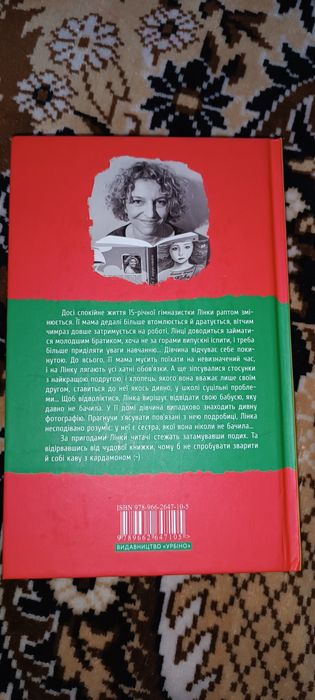 Досі спокійне життя 15-річної гімназистки Лінки раптом змі-
нюється. Її мама дедалі більше втомлюється й дратується, вітчим
чимраз довше затримується на роботі. Лінці доводиться займати-
ся молодшим братиком, хоча не за горами випускні іспити, і треба
більше приділяти уваги навчанню... Дівчина відчуває себе поки-
нутою. До всього, її мама мусить поїхати на невизначений час,
і на Лінку лягають усі хатні обов'язки. А ще зіпсувалися стосунки
з найкращою подругою, і хлопець, якого вона вважає лише своїм
другом, ставиться до неї якось дивно, негаразди у школі суцільні пробле-
ми... Щоб відволіктися, Лінка вирішує відвідати свою бабусю, яку
давно не бачила. У її домі дівчина випадково знаходить дивну
фотографію. Прагнучи з'ясувати пов'язані з нею подробиці, Лінка
несподівано розуміє: у неї є сестра, якої вона ніколи не бачила...
За пригодами Лінки читачі стежать затамувавши подих. Та
відірвавшись від чудової книжки, чому б не спробувати зварити
й собі каву з кардамоном ;-)
ISBN 978-966-2647-10-5
9789662647105
ВИДАВНИЦТВО «УРБІНО»